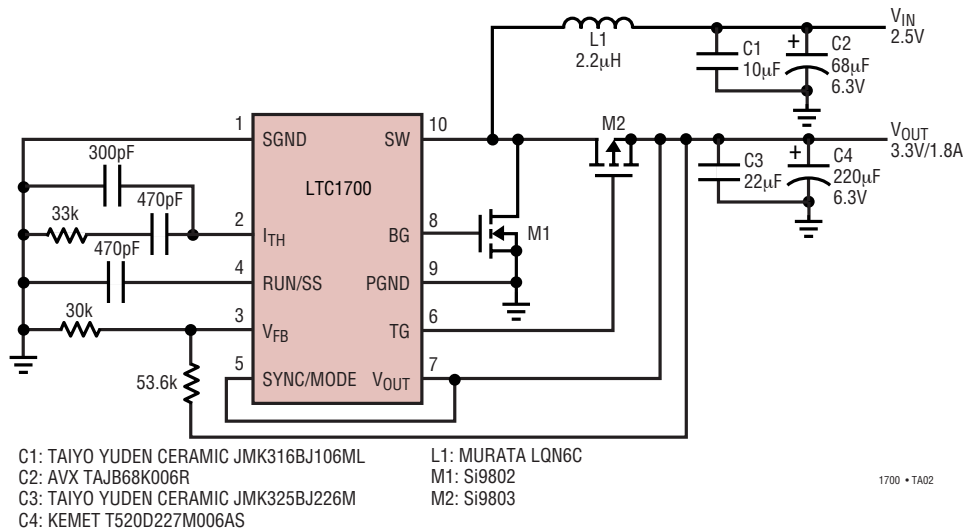 V_IN
2.5V
L1
2.2µH
C1
10µF
C2
68µF
6.3V
+
V_OUT
3.3V/1.8A
C3
22µF
C4
220µF
6.3V
+
M2
M1
LTC1700
1
SGND
SW
10
2
I_TH
BG
8
4
RUN/SS
PGND
9
3
V_FB
TG
6
5
SYNC/MODE
V_OUT
7
300pF
470pF
33k
470pF
30k
53.6k
C1: TAIYO YUDEN CERAMIC JMK316BJ106ML
C2: AVX TAJB68K006R
C3: TAIYO YUDEN CERAMIC JMK325BJ226M
C4: KEMET T520D227M006AS
L1: MURATA LQN6C
M1: Si9802
M2: Si9803
1700 • TA02